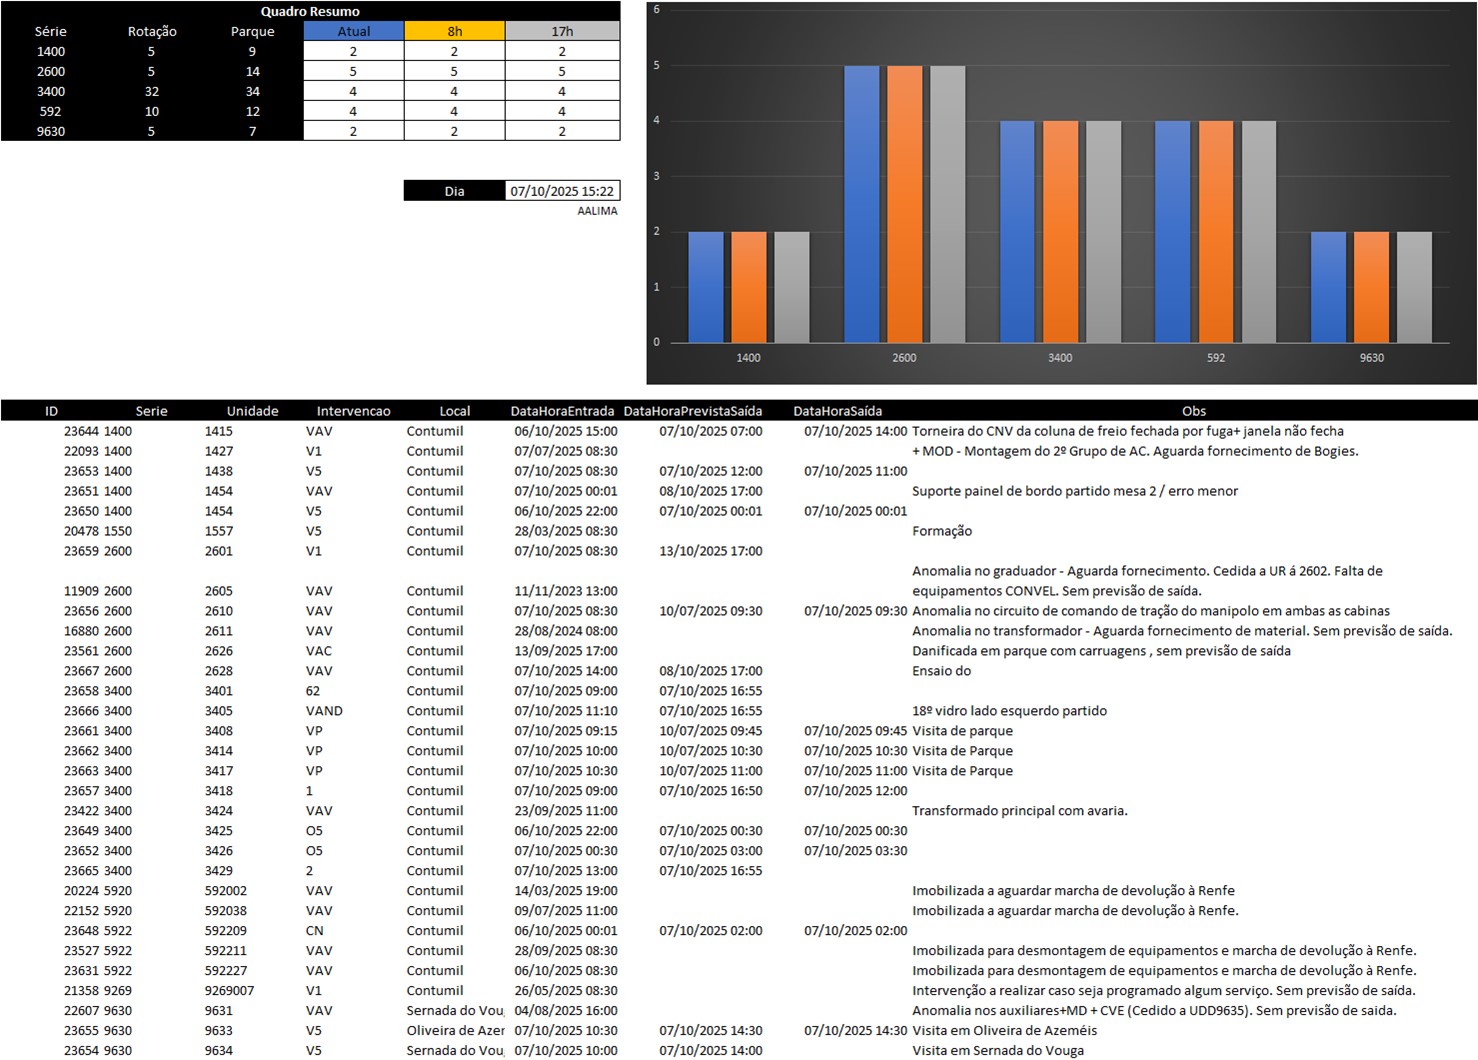 Quadro Resumo
Série Rotação Parque Atual 8h 17h
1400 5 9 2 2 2
2600 5 14 5 5 5
3400 32 34 4 4 4
592 10 12 4 4 4
9630 5 7 2 2 2
Dia 07/10/2025 15:22
AALIMA
6
5
4
3
2
1
0
1400 2600 3400 592 9630
ID Serie Unidade Intervencao Local DataHoraEntrada DataHoraPrevistaSaída DataHoraSaída Obs
23644 1400 1415 VAV Contumil 06/10/2025 15:00 07/10/2025 07:00 07/10/2025 14:00 Torneira do CNV da coluna de freio fechada por fuga+ janela não fecha
22093 1400 1427 V1 Contumil 07/07/2025 08:30 + MOD - Montagem do 2º Grupo de AC. Aguarda fornecimento de Bogies.
23653 1400 1438 V5 Contumil 07/10/2025 08:30 07/10/2025 12:00 07/10/2025 11:00
23651 1400 1454 VAV Contumil 07/10/2025 00:01 08/10/2025 17:00 Suporte painel de bordo partido mesa 2 / erro menor
23650 1400 1454 V5 Contumil 06/10/2025 22:00 07/10/2025 00:01 07/10/2025 00:01
20478 1550 1557 V5 Contumil 28/03/2025 08:30 Formação
23659 2600 2601 V1 Contumil 07/10/2025 08:30 13/10/2025 17:00
Anomalia no graduador - Aguarda fornecimento. Cedida a UR á 2602. Falta de
11909 2600 2605 VAV Contumil 11/11/2023 13:00 equipamentos CONVEL. Sem previsão de saída.
23656 2600 2610 VAV Contumil 07/10/2025 08:30 10/07/2025 09:30 07/10/2025 09:30 Anomalia no circuito de comando de tração do manipolo em ambas as cabinas
16880 2600 2611 VAV Contumil 28/08/2024 08:00 Anomalia no transformador - Aguarda fornecimento de material. Sem previsão de saída.
23561 2600 2626 VAC Contumil 13/09/2025 17:00 Danificada em parque com carruagens , sem previsão de saída
23667 2600 2628 VAV Contumil 07/10/2025 14:00 08/10/2025 17:00 Ensaio do
23658 3400 3401 62 Contumil 07/10/2025 09:00 07/10/2025 16:55
23666 3400 3405 VAND Contumil 07/10/2025 11:10 07/10/2025 16:55 18º vidro lado esquerdo partido
23661 3400 3408 VP Contumil 07/10/2025 09:15 10/07/2025 09:45 07/10/2025 09:45 Visita de parque
23662 3400 3414 VP Contumil 07/10/2025 10:00 10/07/2025 10:30 07/10/2025 10:30 Visita de Parque
23663 3400 3417 VP Contumil 07/10/2025 10:30 10/07/2025 11:00 07/10/2025 11:00 Visita de Parque
23657 3400 3418 1 Contumil 07/10/2025 09:00 07/10/2025 16:50 07/10/2025 12:00
23422 3400 3424 VAV Contumil 23/09/2025 11:00 Transformado principal com avaria.
23649 3400 3425 O5 Contumil 06/10/2025 22:00 07/10/2025 00:30 07/10/2025 00:30
23652 3400 3426 O5 Contumil 07/10/2025 00:30 07/10/2025 03:00 07/10/2025 03:30
23665 3400 3429 2 Contumil 07/10/2025 13:00 07/10/2025 16:55
20224 5920 592002 VAV Contumil 14/03/2025 19:00 Imobilizada a aguardar marcha de devolução à Renfe
22152 5920 592038 VAV Contumil 09/07/2025 11:00 Imobilizada a aguardar marcha de devolução à Renfe.
23648 5922 592209 CN Contumil 06/10/2025 00:01 07/10/2025 02:00 07/10/2025 02:00
23527 5922 592211 VAV Contumil 28/09/2025 08:30 Imobilizada para desmontagem de equipamentos e marcha de devolução à Renfe.
23631 5922 592227 VAV Contumil 06/10/2025 08:30 Imobilizada para desmontagem de equipamentos e marcha de devolução à Renfe.
21358 9269 9269007 V1 Contumil 26/05/2025 08:30 Intervenção a realizar caso seja programado algum serviço. Sem previsão de saída.
22607 9630 9631 VAV Sernada do Vou 04/08/2025 16:00 Anomalia nos auxiliares+MD + CVE (Cedido a UDD9635). Sem previsão de saida.
23655 9630 9633 V5 Oliveira de Azer 07/10/2025 10:30 07/10/2025 14:30 07/10/2025 14:30 Visita em Oliveira de Azeméis
23654 9630 9634 V5 Sernada do Vou 07/10/2025 10:00 07/10/2025 14:00 Visita em Sernada do Vouga